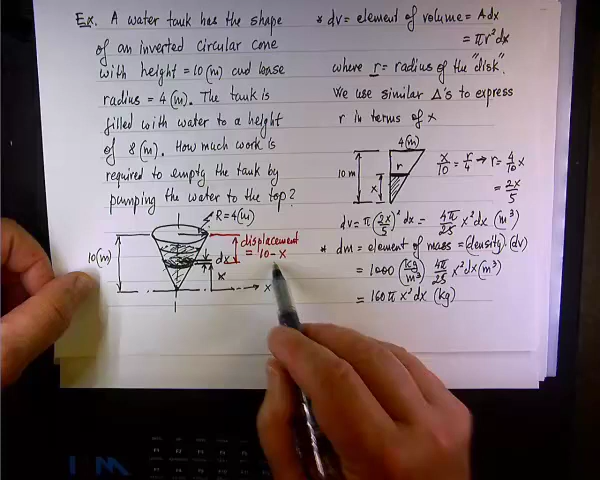 Ex. A water tank has the shape
of an inverted circular cone
with height = 10 (m) and base
radius = 4 (m). The tank is
filled with water to a height
of 8 (m). How much work is
required to empty the tank by
pumping the water to the top?
R = 4(m)
10(m)
displacement
= 10 - x
dx
x
x
* dv = element of volume = A dx
= πr² dx
where r = radius of the "disk".
We use similar Δ's to express
r in terms of x
4(m)
10 m
r
x
x/10 = r/4 → r = 4/10 x
= 2x/5
dv = π (2x/5)² dx = 4π/25 x² dx (m³)
* dm = element of mass = (density)·(dv)
= 1000 (kg/m³) 4π/25 x² dx (m³)
= 160π x² dx (kg)